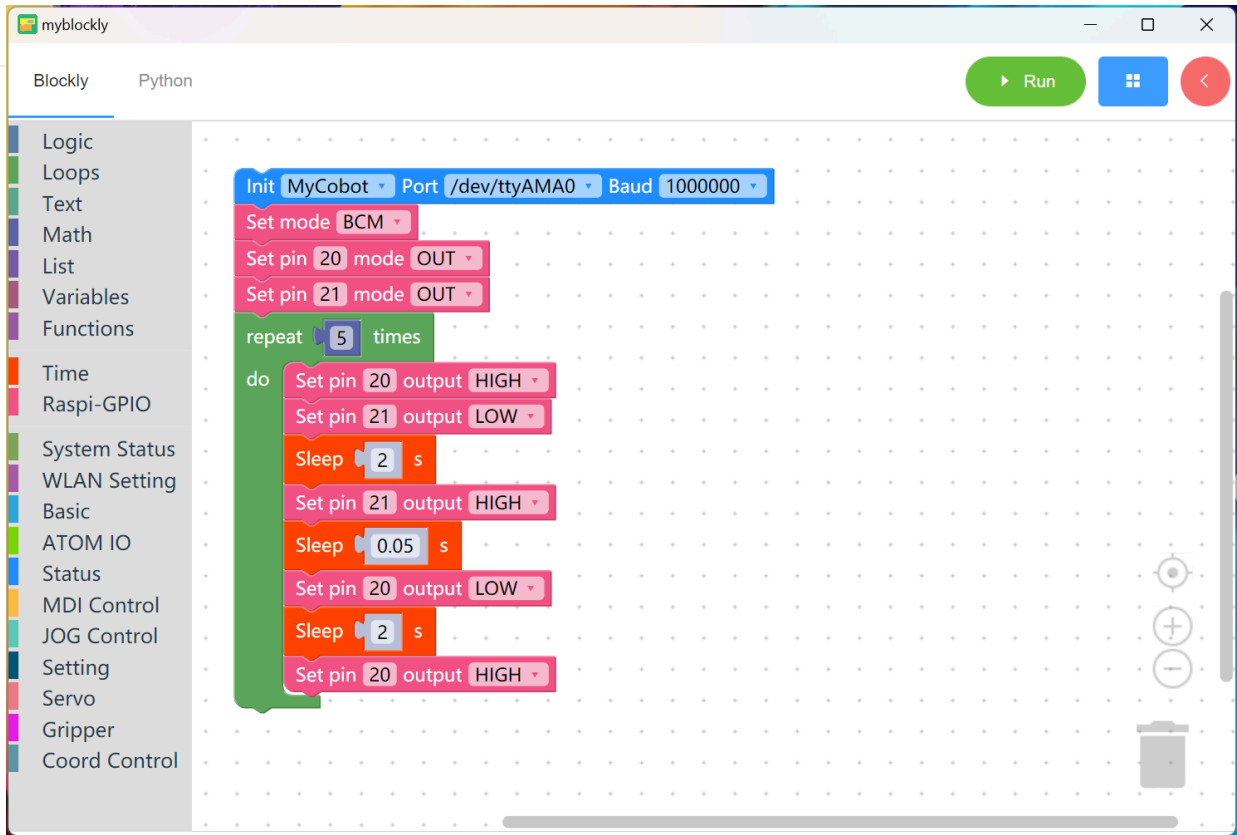 myblockly
Blockly Python
Run
Logic
Loops
Text
Math
List
Variables
Functions
Time
Raspi-GPIO
System Status
WLAN Setting
Basic
ATOM IO
Status
MDI Control
JOG Control
Setting
Servo
Gripper
Coord Control
Init MyCobot Port /dev/ttyAMA0 Baud 1000000
Set mode BCM
Set pin 20 mode OUT
Set pin 21 mode OUT
repeat 5 times
do Set pin 20 output HIGH
Set pin 21 output LOW
Sleep 2 s
Set pin 21 output HIGH
Sleep 0.05 s
Set pin 20 output LOW
Sleep 2 s
Set pin 20 output HIGH